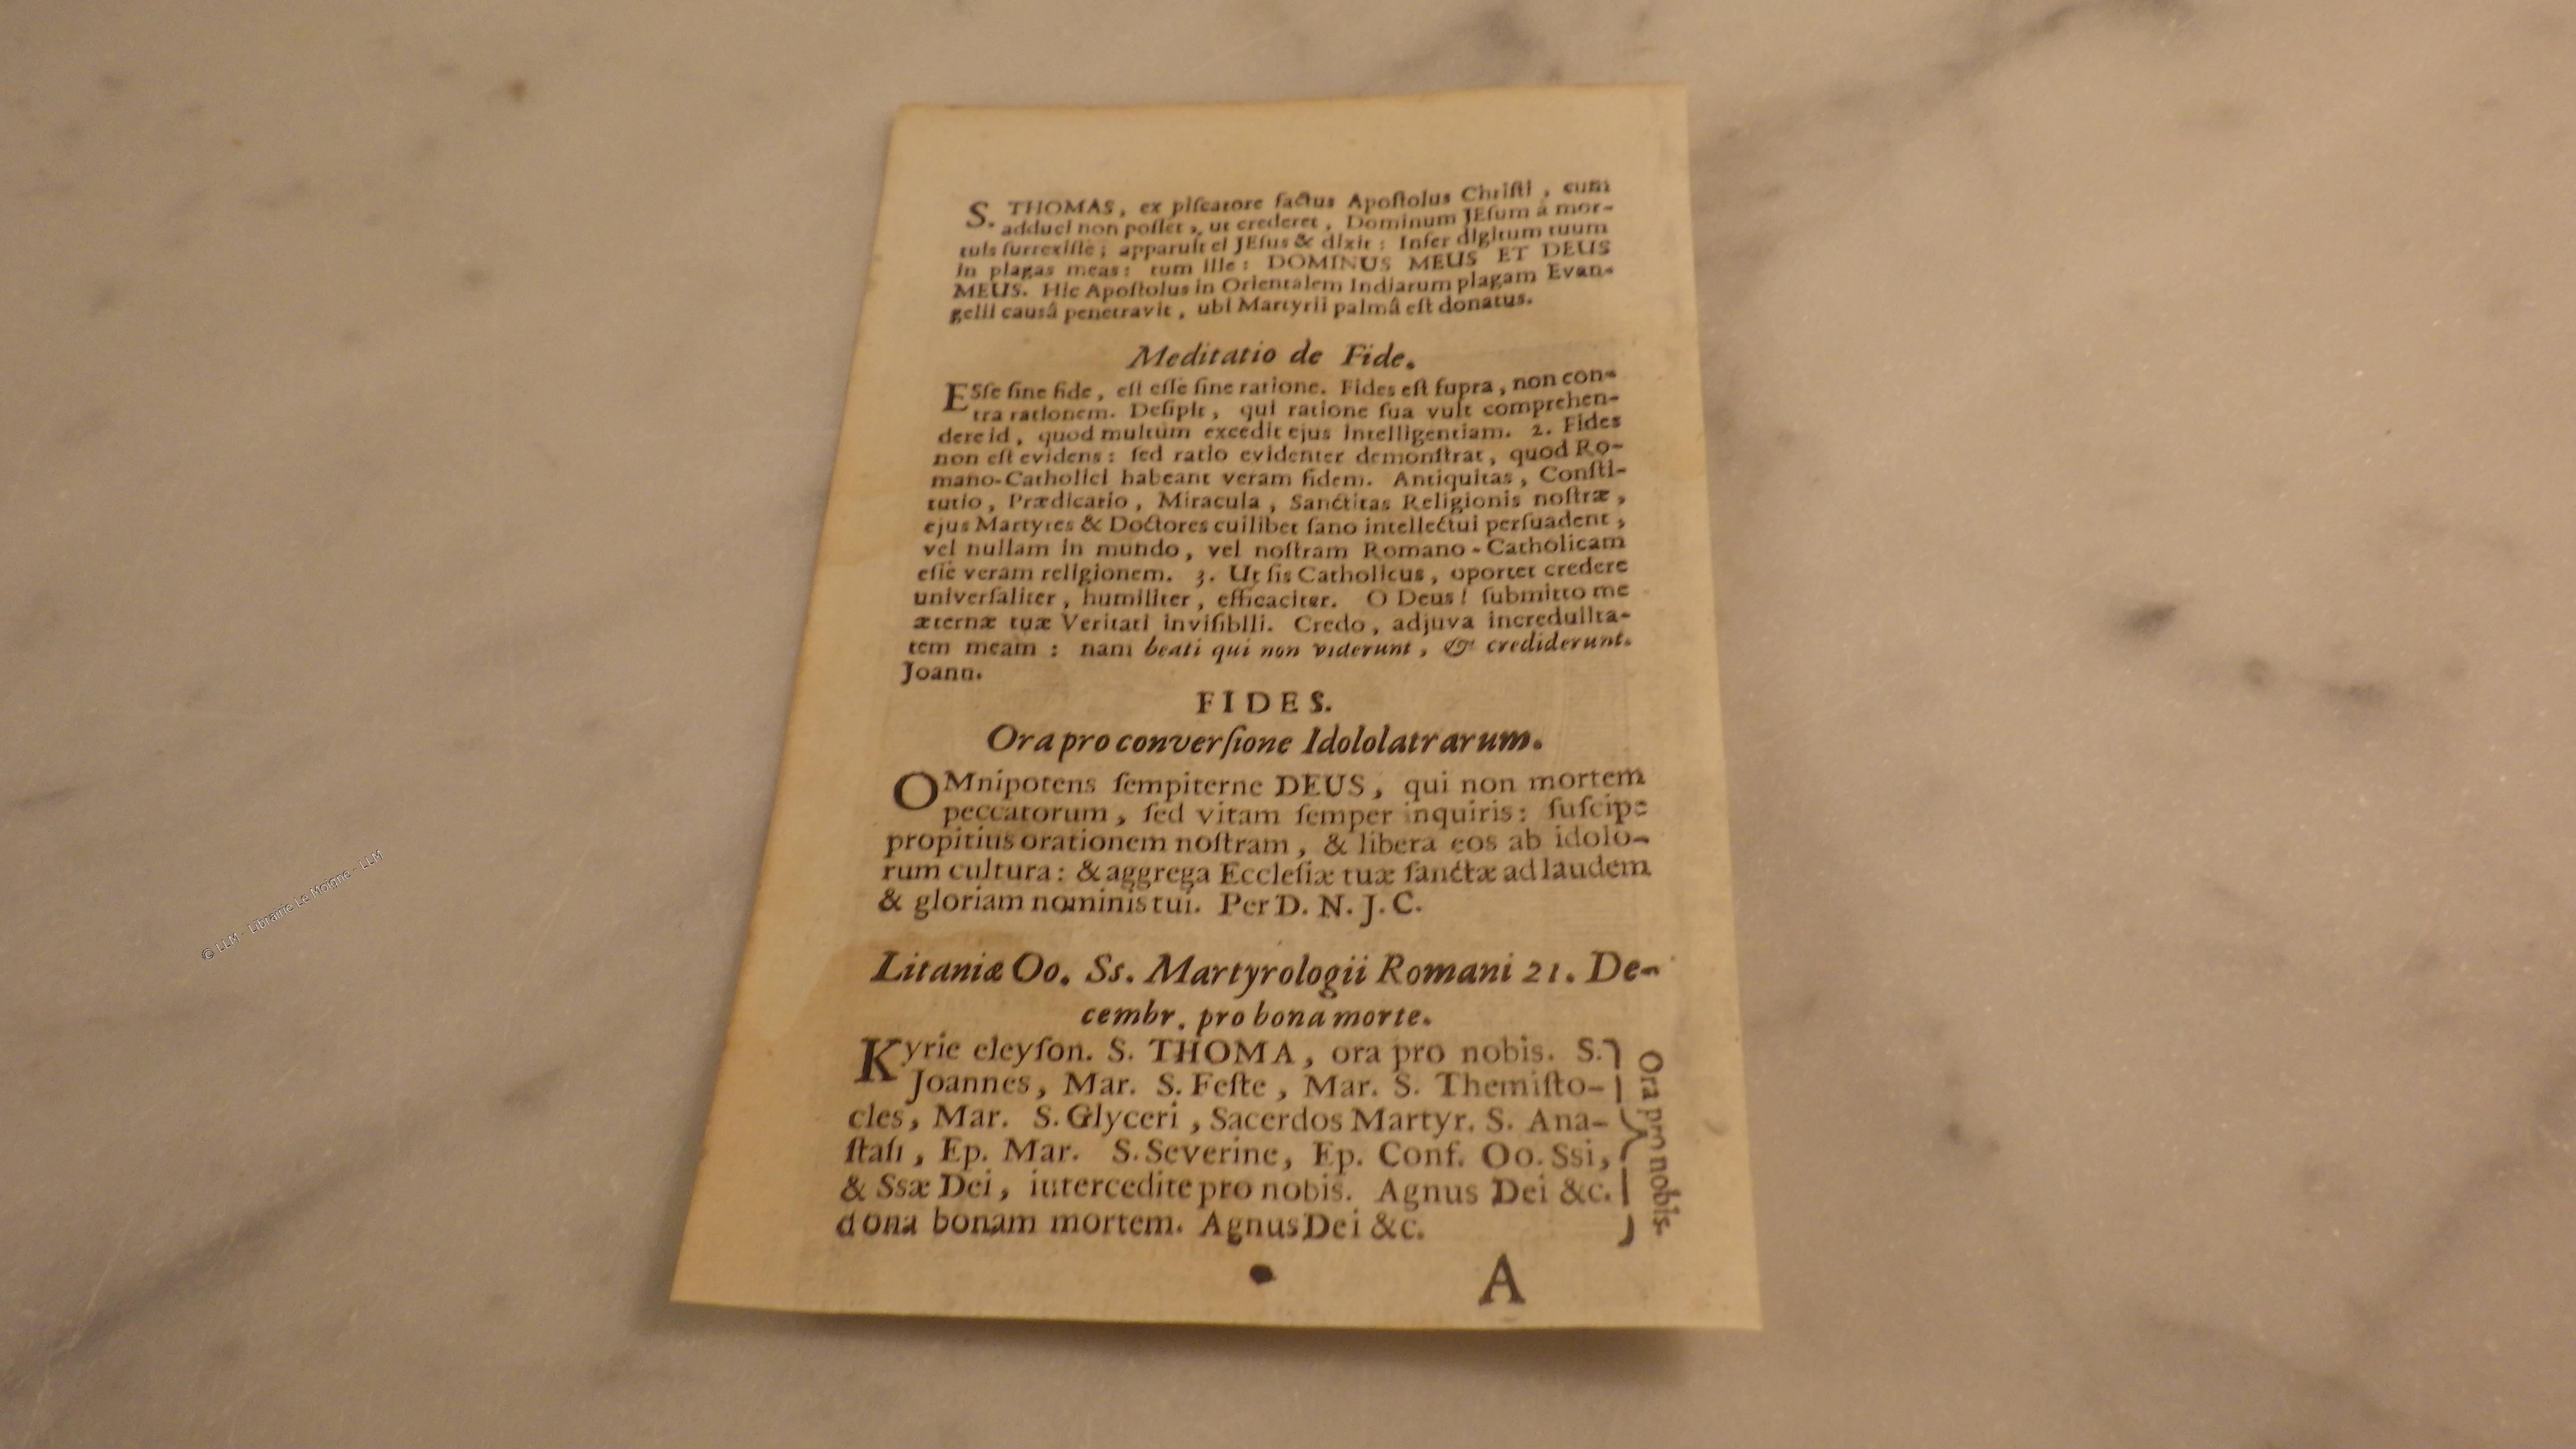 S. THOMAS, ex piſcatore factus Apoſtolus Chriſti, cum
adduci non poſſet, ut crederet, Dominum JEſum à mor-
tuis ſurrexiſſe; apparuit ei JEſus & dixit: Infer digitum tuum
in plagas meas: tum ille: DOMINUS MEUS ET DEUS
MEUS. Hic Apoſtolus in Orientalem Indiarum plagam Evan-
gelii causâ penetravit, ubi Martyrii palmâ eſt donatus.
Meditatio de Fide.
ESſe ſine fide, eſt eſſe ſine ratione. Fides eſt ſupra, non con-
tra rationem. Deſipit, qui ratione ſua vult comprehen-
dere id, quod multùm excedit ejus intelligentiam. 2. Fides
non eſt evidens: ſed ratio evidenter demonſtrat, quod Ro-
mano-Catholici habeant veram fidem. Antiquitas, Conſti-
tutio, Prædicatio, Miracula, Sanctitas Religionis noſtræ,
ejus Martyres & Doctores cuilibet ſano intellectui perſuadent,
vel nullam in mundo, vel noſtram Romano-Catholicam
eſſe veram religionem. 3. Ut ſis Catholicus, oportet credere
univerſaliter, humiliter, efficaciter. O Deus! ſubmitto me
æternæ tuæ Veritati inviſibili. Credo, adjuva incredulita-
tem meam: nam beati qui non viderunt, & crediderunt.
Joann.
FIDES.
Ora pro converſione Idololatrarum.
OMnipotens ſempiterne DEUS, qui non mortem
peccatorum, ſed vitam ſemper inquiris: ſuſcipe
propitius orationem noſtram, & libera eos ab idolo-
rum cultura: & aggrega Eccleſiæ tuæ ſanctæ ad laudem
& gloriam nominis tui. Per D. N. J. C.
Litaniæ Oo. Ss. Martyrologii Romani 21. De-
cembr. pro bona morte.
Kyrie eleyſon. S. THOMA, ora pro nobis. S.
Joannes, Mar. S. Feſte, Mar. S. Themiſto-
cles, Mar. S. Glyceri, Sacerdos Martyr. S. Ana-
ſtaſi, Ep. Mar. S. Severine, Ep. Conf. Oo. Ssi,
& Ssæ Dei, intercedite pro nobis. Agnus Dei &c.
dona bonam mortem. Agnus Dei &c.
Ora pro nobis.
A
© LLM - Librairie Le Moigne - LLM